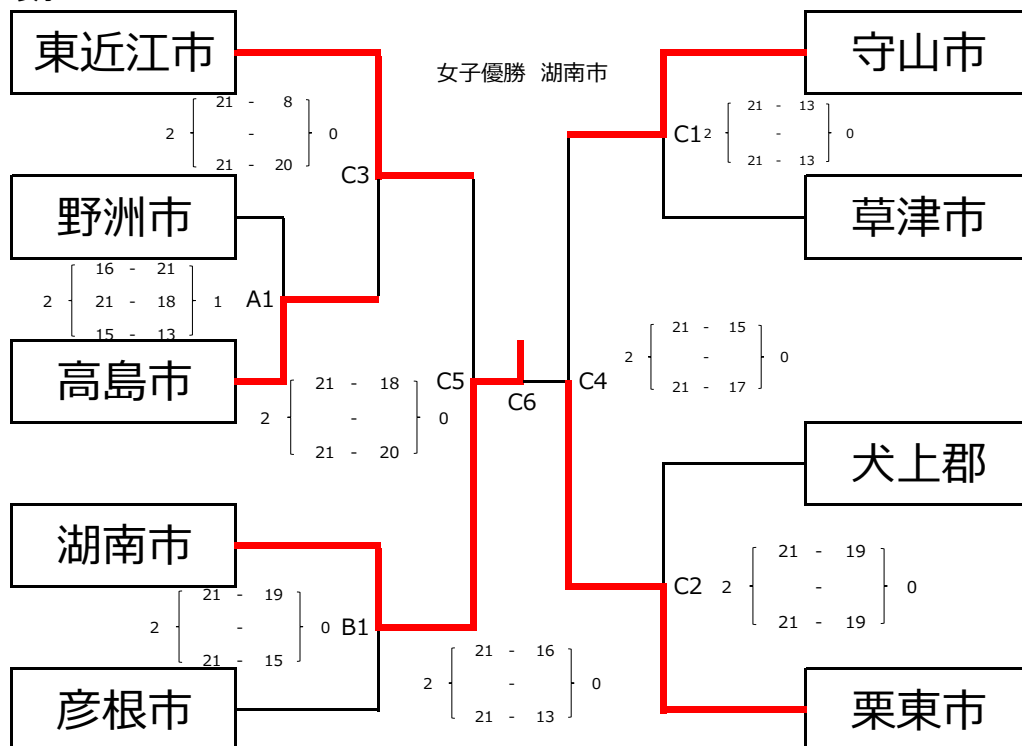 東近江市
守山市
女子優勝 湖南市
21 - 8
2 - 0
21 - 20
C3
21 - 13
C1 2 - 0
21 - 13
野洲市
草津市
16 - 21
2 21 - 18 1
15 - 13
A1
高島市
21 - 18
2 - 0
21 - 20
C5
C6
C4
21 - 15
2 - 0
21 - 17
犬上郡
湖南市
21 - 19
2 - 0
21 - 15
B1
C2
21 - 19
2 - 0
21 - 19
彦根市
21 - 16
2 - 0
21 - 13
栗東市